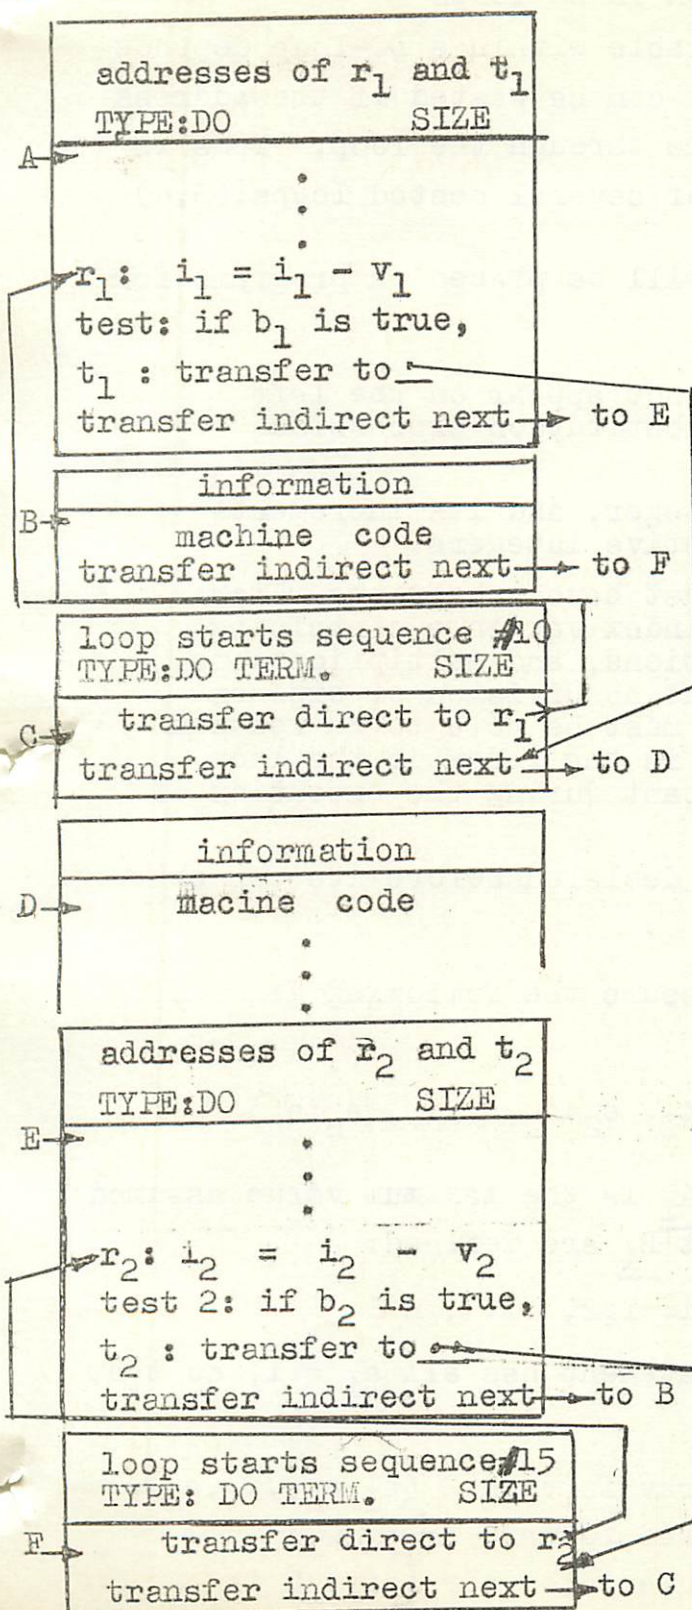 addresses of r1 and t1
TYPE:DO SIZE
A
r1: i1 = i1 - v1
test: if b1 is true,
t1 : transfer to
transfer indirect next to E
information
B
machine code
transfer indirect next to F
loop starts sequence #10
TYPE:DO TERM. SIZE
transfer direct to r1
C
transfer indirect next to D
information
D
macine code
addresses of r2 and t2
TYPE:DO SIZE
E
r2: i2 = i2 - v2
test 2: if b2 is true,
t2 : transfer to
transfer indirect next to B
loop starts sequence #15
TYPE: DO TERM. SIZE
F
transfer direct to r2
transfer indirect next to C